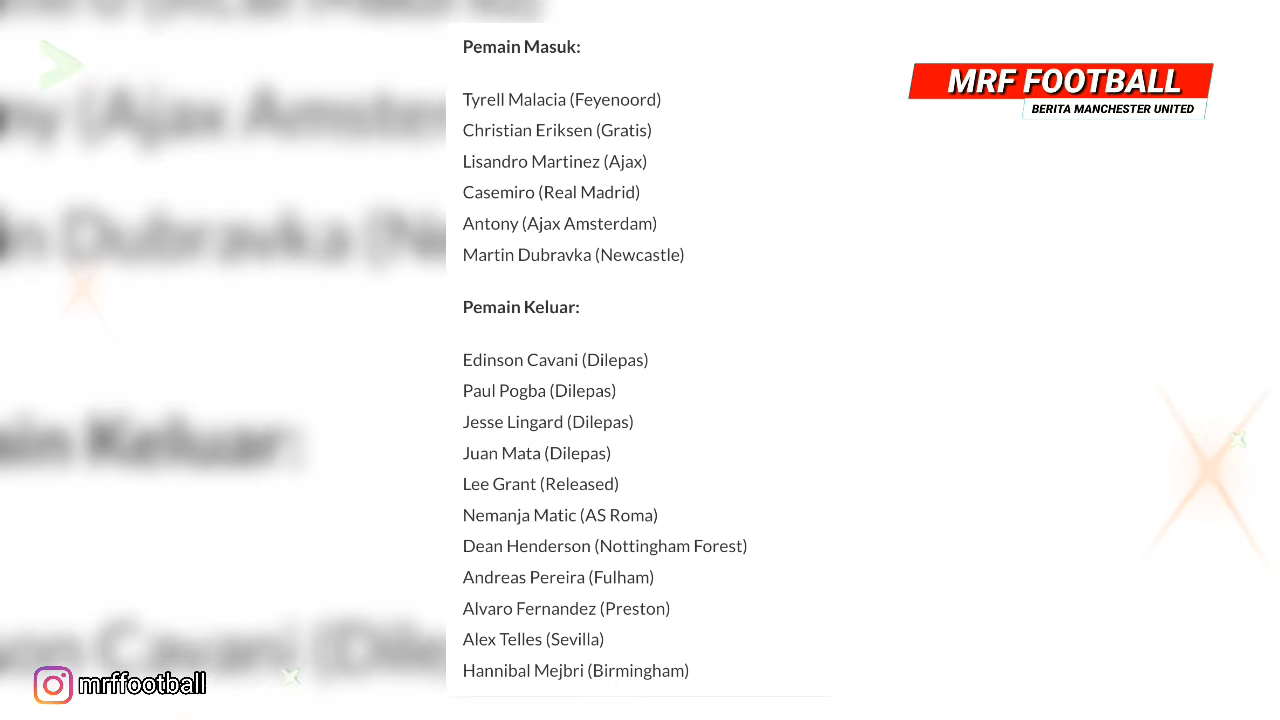 Pemain Masuk:
Tyrell Malacia (Feyenoord)
Christian Eriksen (Gratis)
Lisandro Martinez (Ajax)
Casemiro (Real Madrid)
Antony (Ajax Amsterdam)
Martin Dubravka (Newcastle)
Pemain Keluar:
Edinson Cavani (Dilepas)
Paul Pogba (Dilepas)
Jesse Lingard (Dilepas)
Juan Mata (Dilepas)
Lee Grant (Released)
Nemanja Matic (AS Roma)
Dean Henderson (Nottingham Forest)
Andreas Pereira (Fulham)
Alvaro Fernandez (Preston)
Alex Telles (Sevilla)
Hannibal Mejbri (Birmingham)
MRF FOOTBALL
BERITA MANCHESTER UNITED
mrffootball